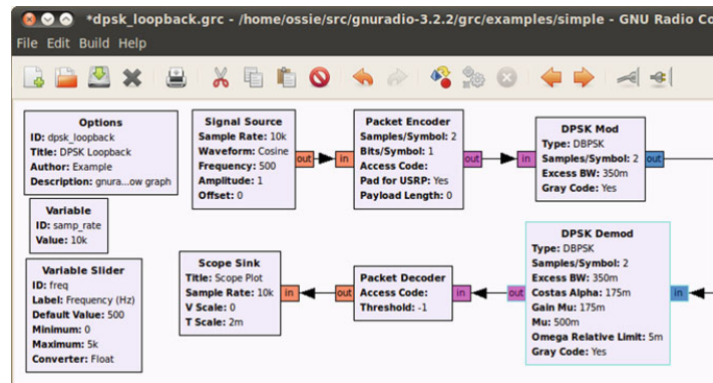 *dpsk_loopback.grc - /home/ossie/src/gnuradio-3.2.2/grc/examples/simple - GNU Radio Co
File Edit Build Help
Options
ID: dpsk_loopback
Title: DPSK Loopback
Author: Example
Description: gnura...ow graph
Signal Source
Sample Rate: 10k
Waveform: Cosine
Frequency: 500
Amplitude: 1
Offset: 0
out
in
Packet Encoder
Samples/Symbol: 2
Bits/Symbol: 1
Access Code:
Pad for USRP: Yes
Payload Length: 0
out
in
DPSK Mod
Type: DBPSK
Samples/Symbol: 2
Excess BW: 350m
Gray Code: Yes
out
Variable
ID: samp_rate
Value: 10k
Variable Slider
ID: freq
Label: Frequency (Hz)
Default Value: 500
Minimum: 0
Maximum: 5k
Converter: Float
Scope Sink
Title: Scope Plot
Sample Rate: 10k
V Scale: 0
T Scale: 2m
in
out
Packet Decoder
Access Code:
Threshold: -1
in
out
DPSK Demod
Type: DBPSK
Samples/Symbol: 2
Excess BW: 350m
Costas Alpha: 175m
Gain Mu: 175m
Mu: 500m
Omega Relative Limit: 5m
Gray Code: Yes
in